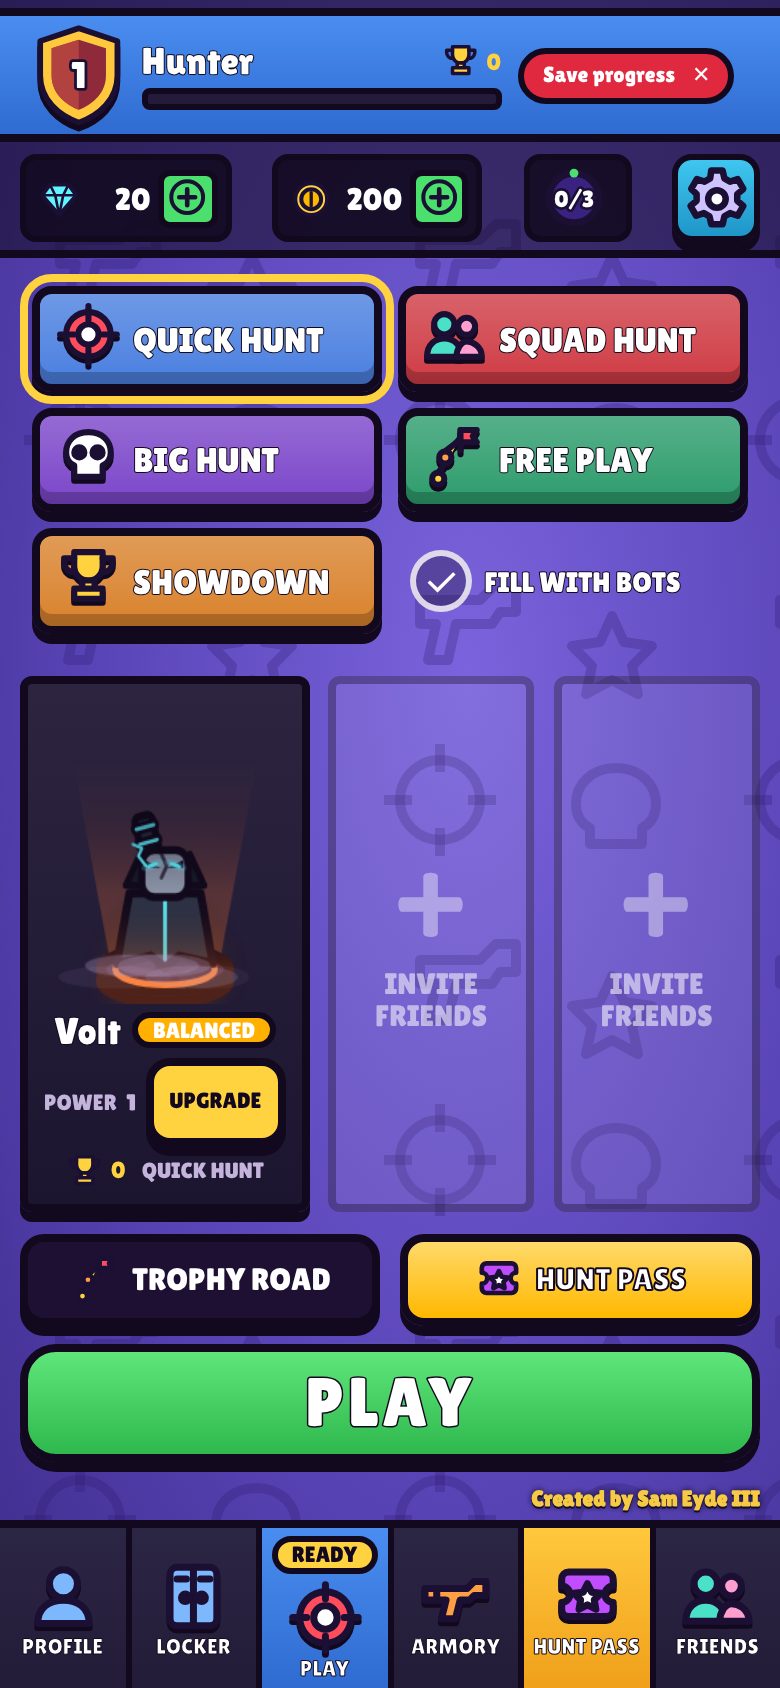 1
Hunter
0
Save progress ✕
20
200
0/3
QUICK HUNT
SQUAD HUNT
BIG HUNT
FREE PLAY
SHOWDOWN
FILL WITH BOTS
INVITE
FRIENDS
INVITE
FRIENDS
Volt
BALANCED
POWER 1
UPGRADE
0 QUICK HUNT
TROPHY ROAD
HUNT PASS
PLAY
Created by Sam Eyde III
READY
PROFILE
LOCKER
PLAY
ARMORY
HUNT PASS
FRIENDS